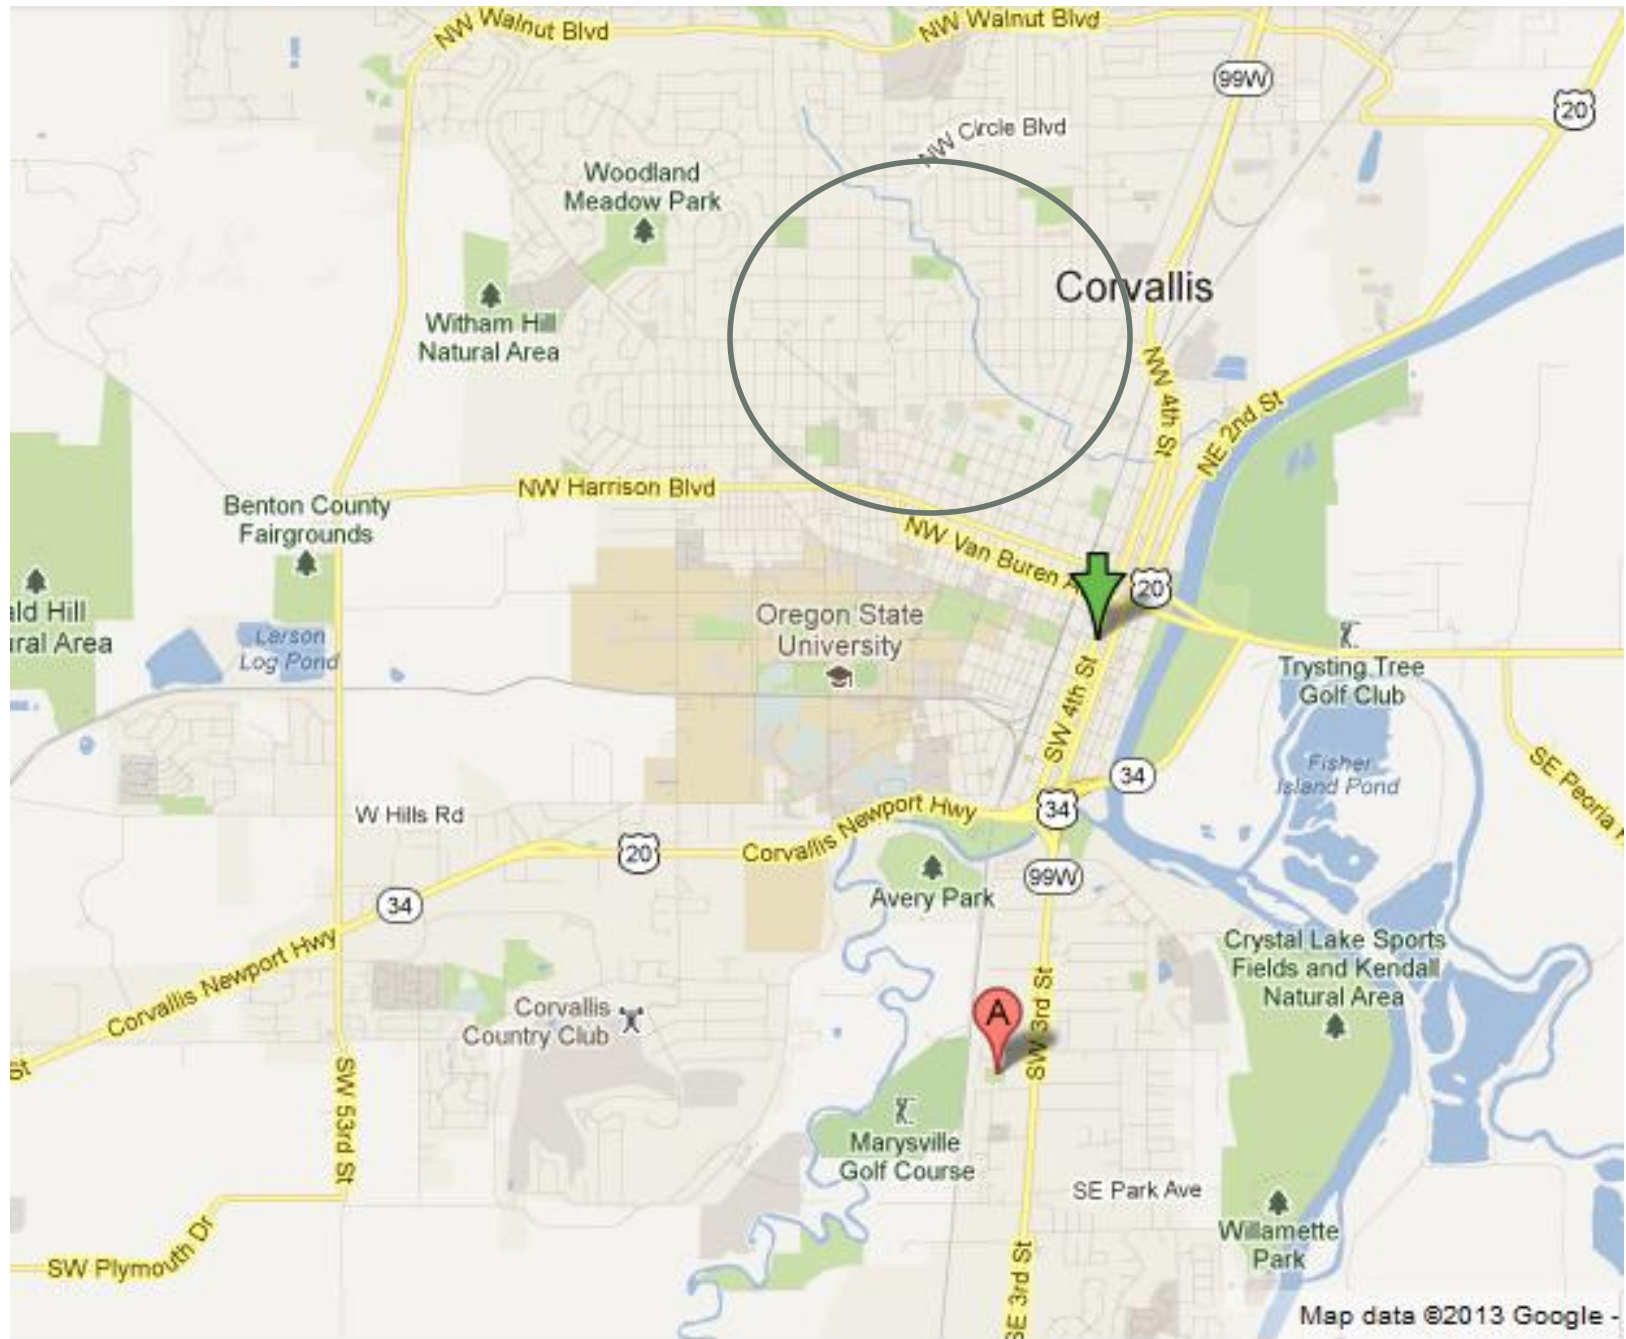 NW Walnut Blvd
NW Walnut Blvd
99W
20
NW Circle Blvd
Woodland
Meadow Park
Corvallis
Witham Hill
Natural Area
NW 4th St
NE 2nd St
NW Harrison Blvd
Benton County
Fairgrounds
NW Van Buren A
20
ald Hill
ural Area
Larson
Log Pond
Oregon State
University
Trysting Tree
Golf Club
SW 4th St
Fisher
Island Pond
SE Peoria
34
34
W Hills Rd
Corvallis Newport Hwy
20
Avery Park
99W
34
Corvallis Newport Hwy
Crystal Lake Sports
Fields and Kendall
Natural Area
SW 3rd St
A
Corvallis
Country Club
St
SW 53rd St
Marysville
Golf Course
SE Park Ave
Willamette
Park
SW Plymouth Dr
SE 3rd St
Map data ©2013 Google -